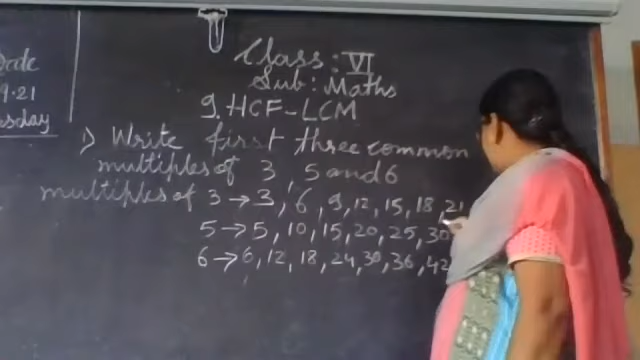 Date
9.21
Class : VI
Sub : Maths
9. HCF-LCM
1) Write first three common
multiples of 3, 5 and 6
multiples of 3 → 3, 6, 9, 12, 15, 18, 21
5 → 5, 10, 15, 20, 25, 30
6 → 6, 12, 18, 24, 30, 36, 42